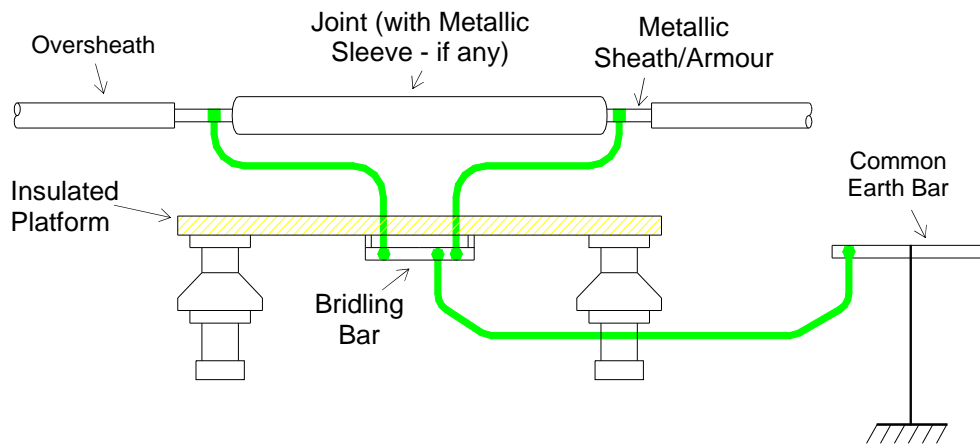 Oversheath
Joint (with Metallic
Sleeve - if any)
Metallic
Sheath/Armour
Insulated
Platform
Bridling
Bar
Common
Earth Bar